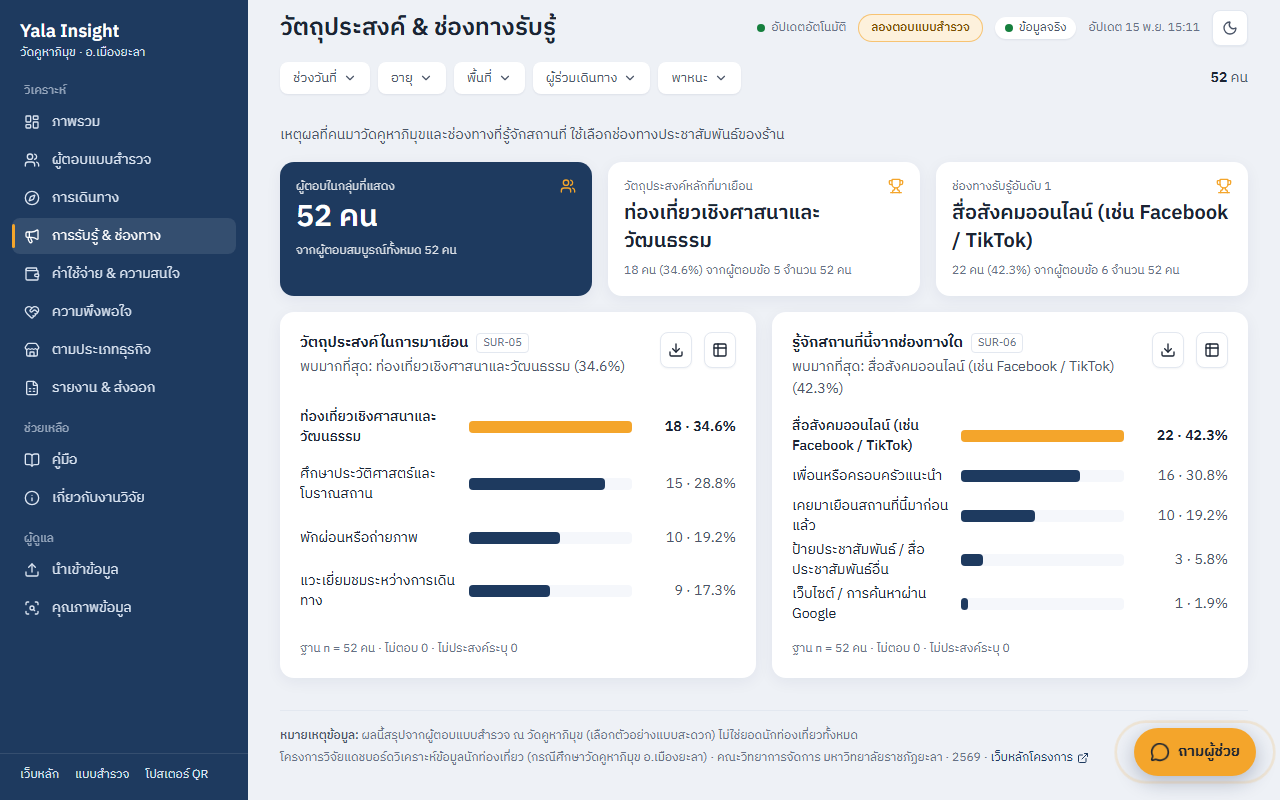 Yala Insight
วัดคูหาภิมุข · อ.เมืองยะลา
วิเคราะห์
ภาพรวม
ผู้ตอบแบบสำรวจ
การเดินทาง
การรับรู้ & ช่องทาง
ค่าใช้จ่าย & ความสนใจ
ความพึงพอใจ
ตามประเภทธุรกิจ
รายงาน & ส่งออก
ช่วยเหลือ
คู่มือ
เกี่ยวกับงานวิจัย
ผู้ดูแล
นำเข้าข้อมูล
คุณภาพข้อมูล
เว็บหลัก แบบสำรวจ โปสเตอร์ QR
วัตถุประสงค์ & ช่องทางรับรู้
อัปเดตอัตโนมัติ ลองตอบแบบสำรวจ ข้อมูลจริง อัปเดต 15 พ.ย. 15:11
ช่วงวันที่ อายุ พื้นที่ ผู้ร่วมเดินทาง พาหนะ 52 คน
เหตุผลที่คนมาวัดคูหาภิมุขและช่องทางที่รู้จักสถานที่ ใช้เลือกช่องทางประชาสัมพันธ์ของร้าน
ผู้ตอบในกลุ่มที่แสดง
52 คน
จากผู้ตอบสมบูรณ์ทั้งหมด 52 คน
วัตถุประสงค์หลักที่มาเยือน
ท่องเที่ยวเชิงศาสนาและ
วัฒนธรรม
18 คน (34.6%) จากผู้ตอบข้อ 5 จำนวน 52 คน
ช่องทางรับรู้อันดับ 1
สื่อสังคมออนไลน์ (เช่น Facebook
/ TikTok)
22 คน (42.3%) จากผู้ตอบข้อ 6 จำนวน 52 คน
วัตถุประสงค์ในการมาเยือน SUR-05
พบมากที่สุด: ท่องเที่ยวเชิงศาสนาและวัฒนธรรม (34.6%)
ท่องเที่ยวเชิงศาสนาและ
วัฒนธรรม
18 · 34.6%
ศึกษาประวัติศาสตร์และ
โบราณสถาน
15 · 28.8%
พักผ่อนหรือถ่ายภาพ 10 · 19.2%
แวะเยี่ยมชมระหว่างการเดิน
ทาง
9 · 17.3%
ฐาน n = 52 คน · ไม่ตอบ 0 · ไม่ประสงค์ระบุ 0
รู้จักสถานที่นี้จากช่องทางใด SUR-06
พบมากที่สุด: สื่อสังคมออนไลน์ (เช่น Facebook / TikTok)
(42.3%)
สื่อสังคมออนไลน์ (เช่น
Facebook / TikTok)
22 · 42.3%
เพื่อนหรือครอบครัวแนะนำ 16 · 30.8%
เคยมาเยือนสถานที่นี้มาก่อน
แล้ว
10 · 19.2%
ป้ายประชาสัมพันธ์ / สื่อ
ประชาสัมพันธ์อื่น
3 · 5.8%
เว็บไซต์ / การค้นหาผ่าน
Google
1 · 1.9%
ฐาน n = 52 คน · ไม่ตอบ 0 · ไม่ประสงค์ระบุ 0
หมายเหตุข้อมูล: ผลนี้สรุปจากผู้ตอบแบบสำรวจ ณ วัดคูหาภิมุข (เลือกตัวอย่างแบบสะดวก) ไม่ใช่ยอดนักท่องเที่ยวทั้งหมด
โครงการวิจัยแดชบอร์ดวิเคราะห์ข้อมูลนักท่องเที่ยว (กรณีศึกษาวัดคูหาภิมุข อ.เมืองยะลา) · คณะวิทยาการจัดการ มหาวิทยาลัยราชภัฏยะลา · 2569 · เว็บหลักโครงการ
ถามผู้ช่วย